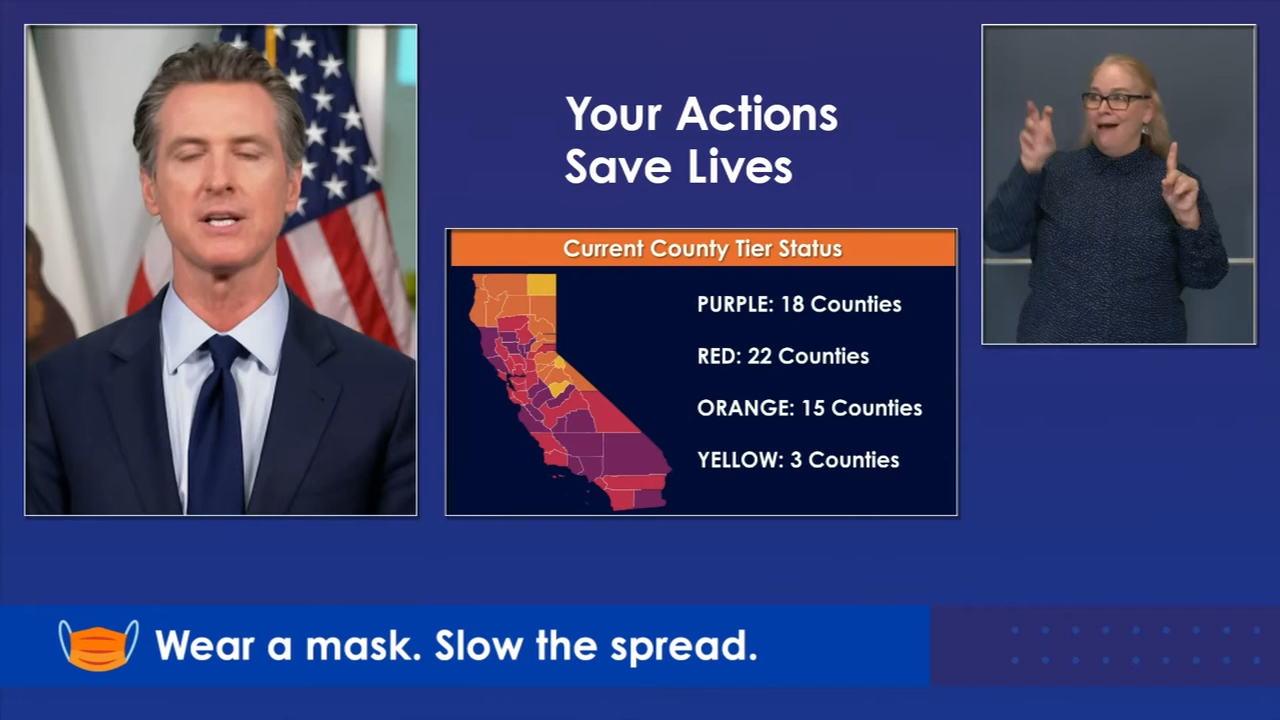 Your Actions
Save Lives
Current County Tier Status
PURPLE: 18 Counties
RED: 22 Counties
ORANGE: 15 Counties
YELLOW: 3 Counties
Wear a mask. Slow the spread.